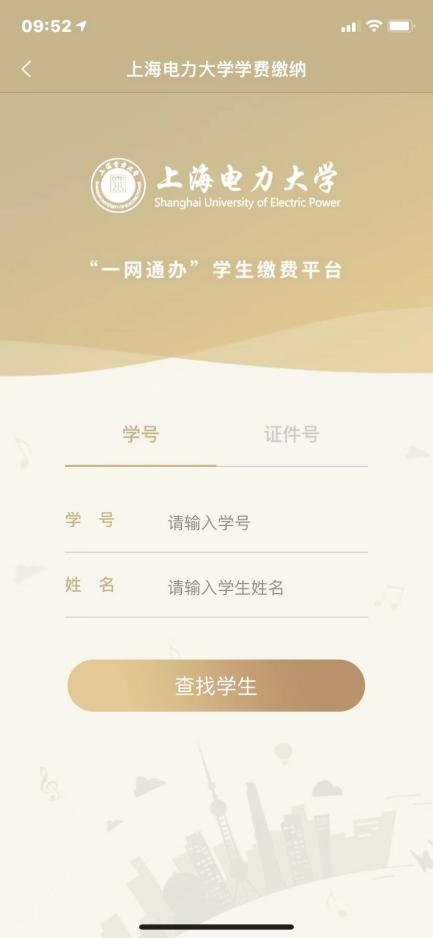 09:52
上海电力大学学费缴纳
上海电力大学
Shanghai University of Electric Power
“一网通办”学生缴费平台
学号 证件号
学 号 请输入学号
姓 名 请输入学生姓名
查找学生